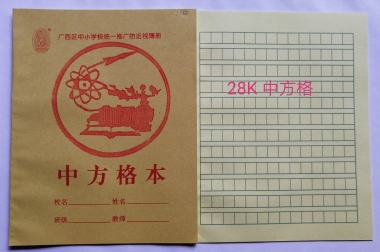 广西区中小学校统一推广防近视簿册
中方格本
校名 姓名
班级 教师
28K 中方格